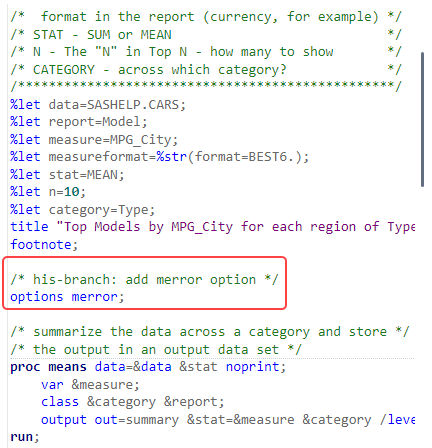 /*  format in the report (currency, for example) */
/* STAT - SUM or MEAN                            */
/* N - The "N" in Top N - how many to show       */
/* CATEGORY - across which category?             */
/*************************************************/
%let data=SASHELP.CARS;
%let report=Model;
%let measure=MPG_City;
%let measureformat=%str(format=BEST6.);
%let stat=MEAN;
%let n=10;
%let category=Type;
title "Top Models by MPG_City for each region of Type
footnote;
/* his-branch: add merror option */
options merror;
/* summarize the data across a category and store */
/* the output in an output data set */
proc means data=&data &stat noprint;
    var &measure;
    class &category &report;
    output out=summary &stat=&measure &category /leve
run;